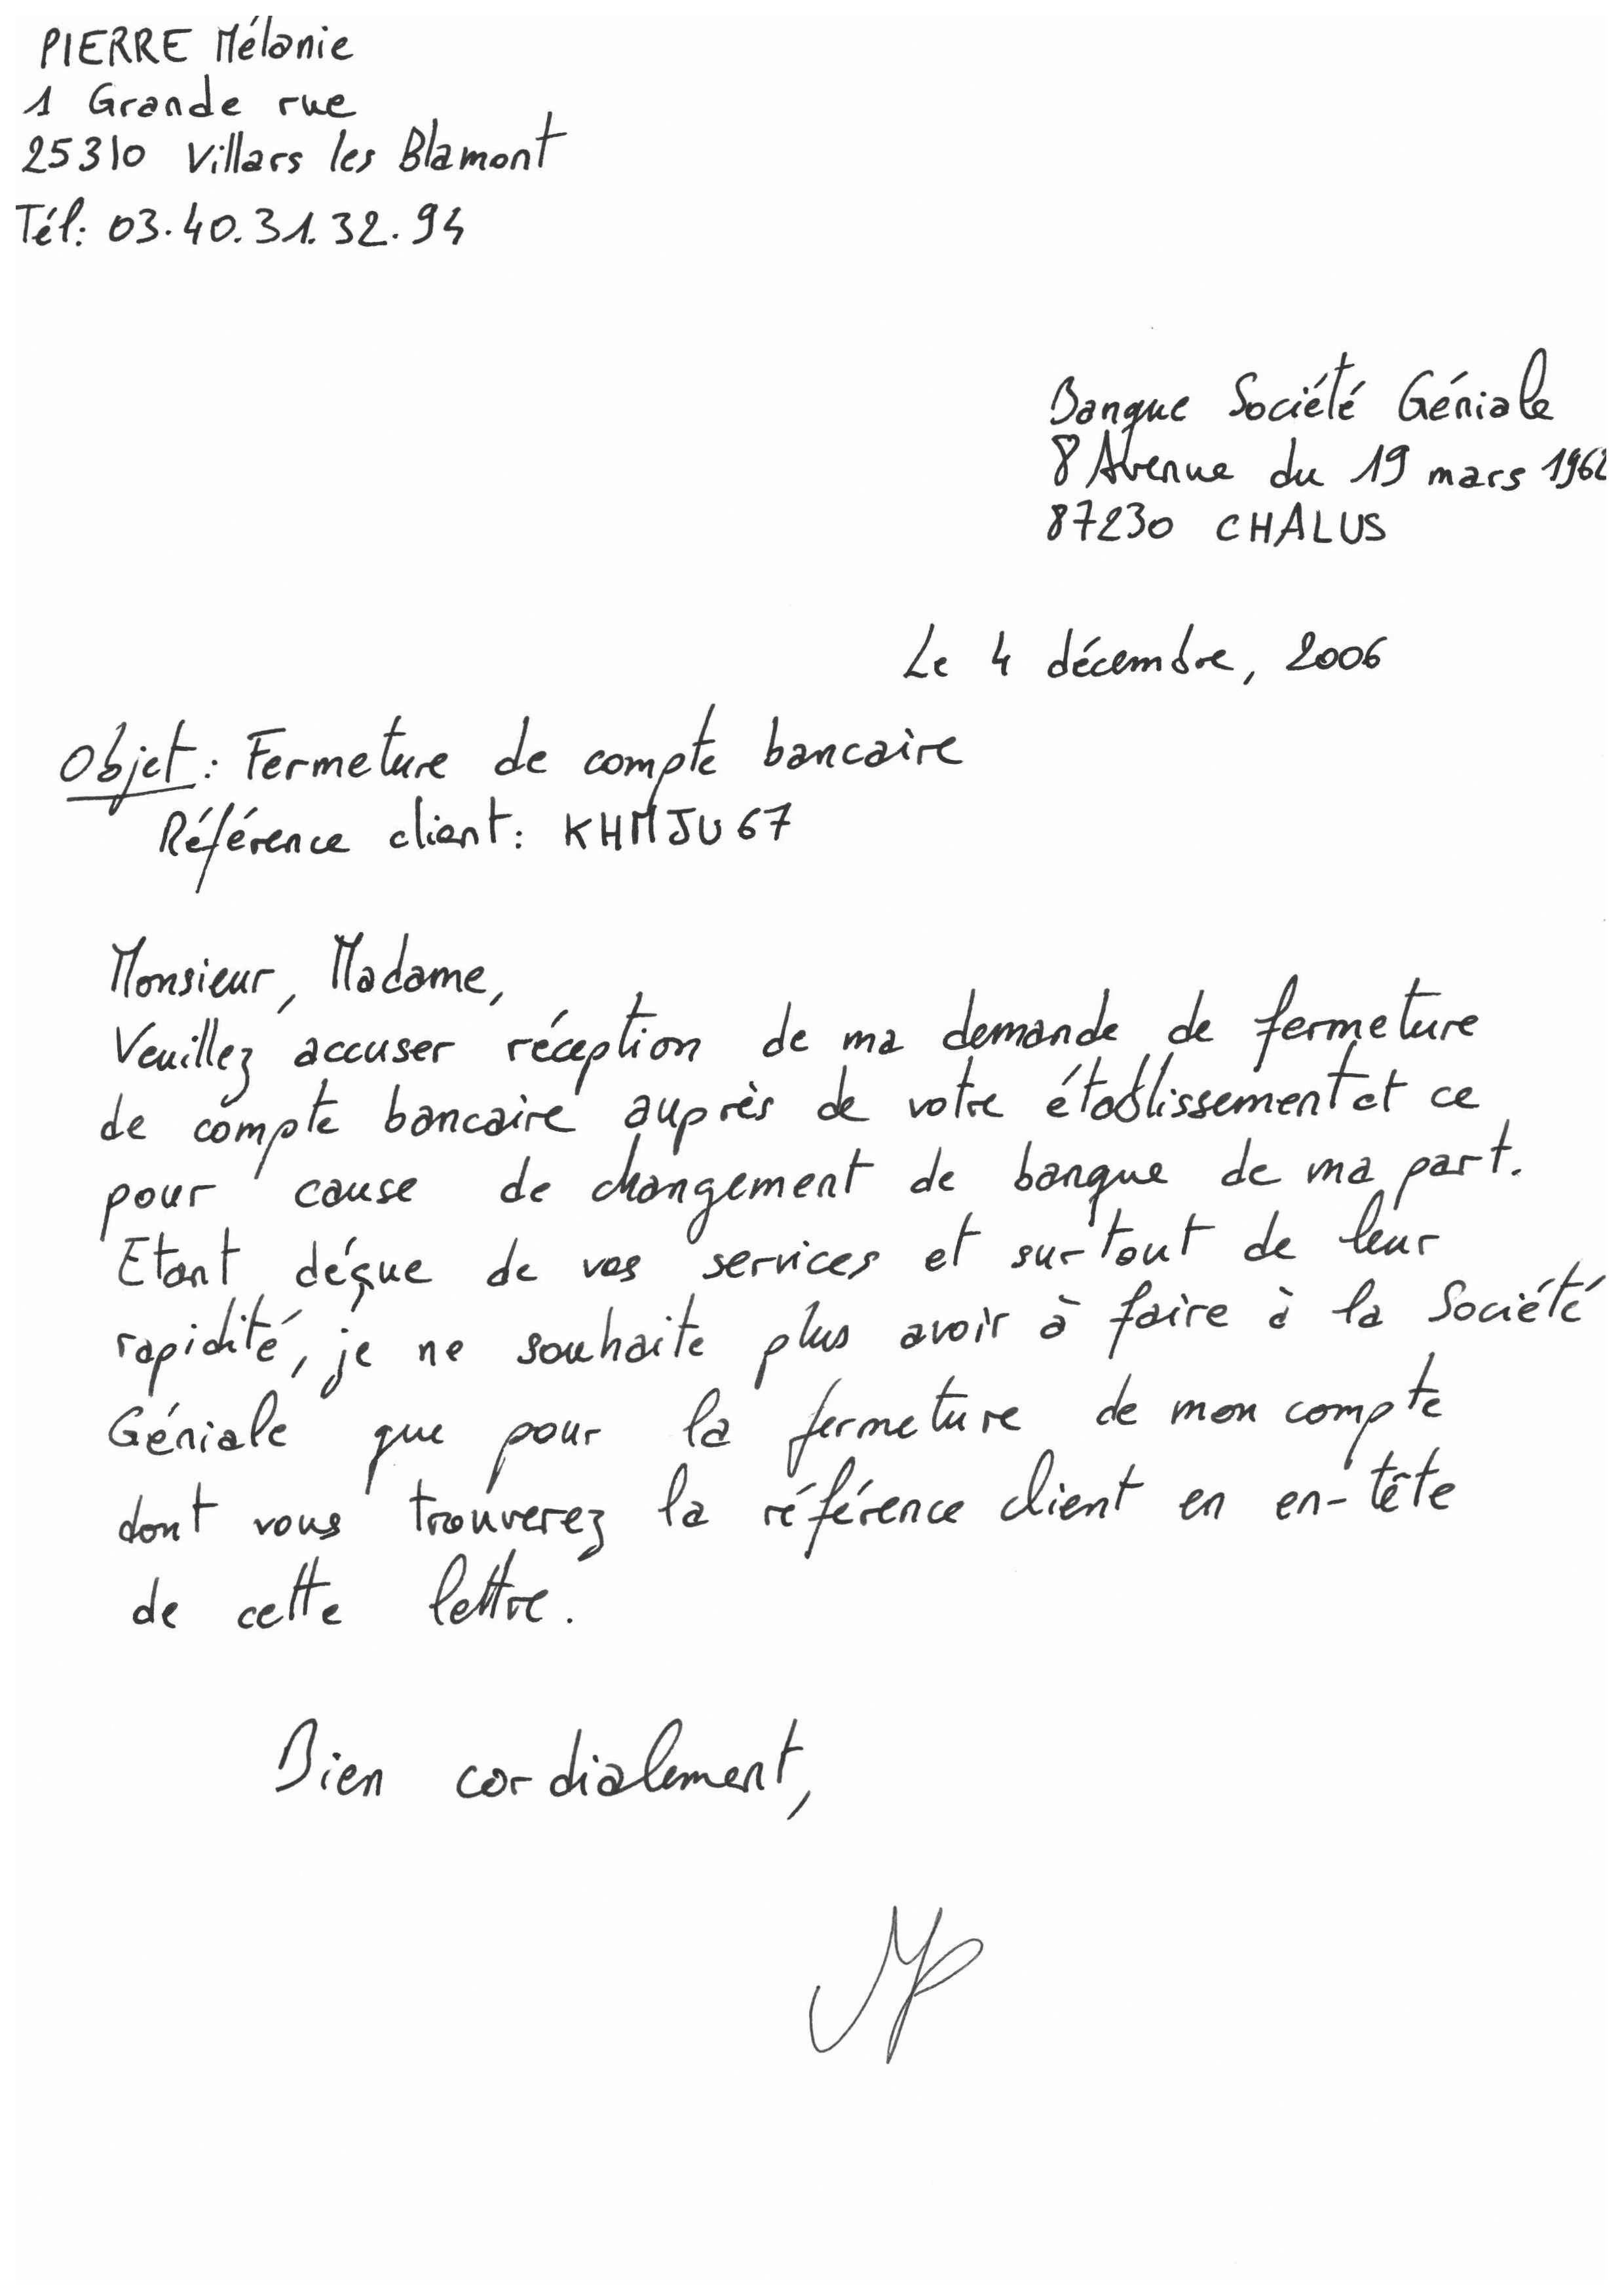 PIERRE Mélanie
1 Grande rue
25310 Villars les Blamont
Tél: 03.40.31.32.94
Banque Société Géniale
8 Avenue du 19 mars 1962
87230 CHALUS
Le 4 décembre, 2006
Objet: Fermeture de compte bancaire
Référence client: KHMJU67
Monsieur, Madame,
Veuillez accuser réception de ma demande de fermeture
de compte bancaire auprès de votre établissement et ce
pour cause de changement de banque de ma part.
Etant déçue de vos services et surtout de leur
rapidité, je ne souhaite plus avoir à faire à la Société
Géniale que pour la fermeture de mon compte
dont vous trouverez la référence client en en-tête
de cette lettre.
Bien cordialement,
MP